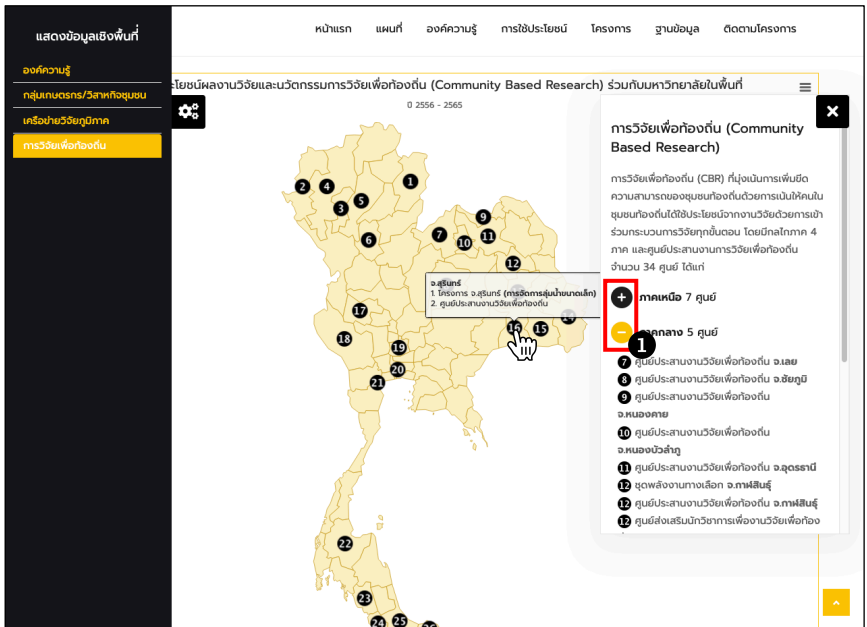 แสดงข้อมูลเชิงพื้นที่
องค์ความรู้
กลุ่มเกษตรกร/วิสาหกิจชุมชน
เครือข่ายวิจัยภูมิภาค
การวิจัยเพื่อท้องถิ่น
หน้าแรก แผนที่ องค์ความรู้ การใช้ประโยชน์ โครงการ ฐานข้อมูล ติดตามโครงการ
ะโยชน์ผลงานวิจัยและนวัตกรรมการวิจัยเพื่อท้องถิ่น (Community Based Research) ร่วมกับมหาวิทยาลัยในพื้นที่
ปี 2556 - 2565
1
2 4
5
3
6
9
7 10 11
12
จ.สุรินทร์
1. โครงการ จ.สุรินทร์ (การจัดการลุ่มน้ำขนาดเล็ก)
2. ศูนย์ประสานงานวิจัยเพื่อท้องถิ่น
14
16 15
17
18
19
20
21
22
23
24 25
26
การวิจัยเพื่อท้องถิ่น (Community
Based Research)
การวิจัยเพื่อท้องถิ่น (CBR) ที่มุ่งเน้นการเพิ่มขีด
ความสามารถของชุมชนท้องถิ่นด้วยการเน้นให้คนใน
ชุมชนท้องถิ่นได้ใช้ประโยชน์จากงานวิจัยด้วยการเข้า
ร่วมกระบวนการวิจัยทุกขั้นตอน โดยมีกลไกภาค 4
ภาค และศูนย์ประสานงานการวิจัยเพื่อท้องถิ่น
จำนวน 34 ศูนย์ ได้แก่
ภาคเหนือ 7 ศูนย์
ภาคกลาง 5 ศูนย์
1
7 ศูนย์ประสานงานวิจัยเพื่อท้องถิ่น จ.เลย
8 ศูนย์ประสานงานวิจัยเพื่อท้องถิ่น จ.ชัยภูมิ
9 ศูนย์ประสานงานวิจัยเพื่อท้องถิ่น
จ.หนองคาย
10 ศูนย์ประสานงานวิจัยเพื่อท้องถิ่น
จ.หนองบัวลำภู
11 ศูนย์ประสานงานวิจัยเพื่อท้องถิ่น จ.อุดรธานี
12 ชุดพลังงานทางเลือก จ.กาฬสินธุ์
12 ศูนย์ประสานงานวิจัยเพื่อท้องถิ่น จ.กาฬสินธุ์
12 ศูนย์ส่งเสริมนักวิชาการเพื่องานวิจัยเพื่อท้อง